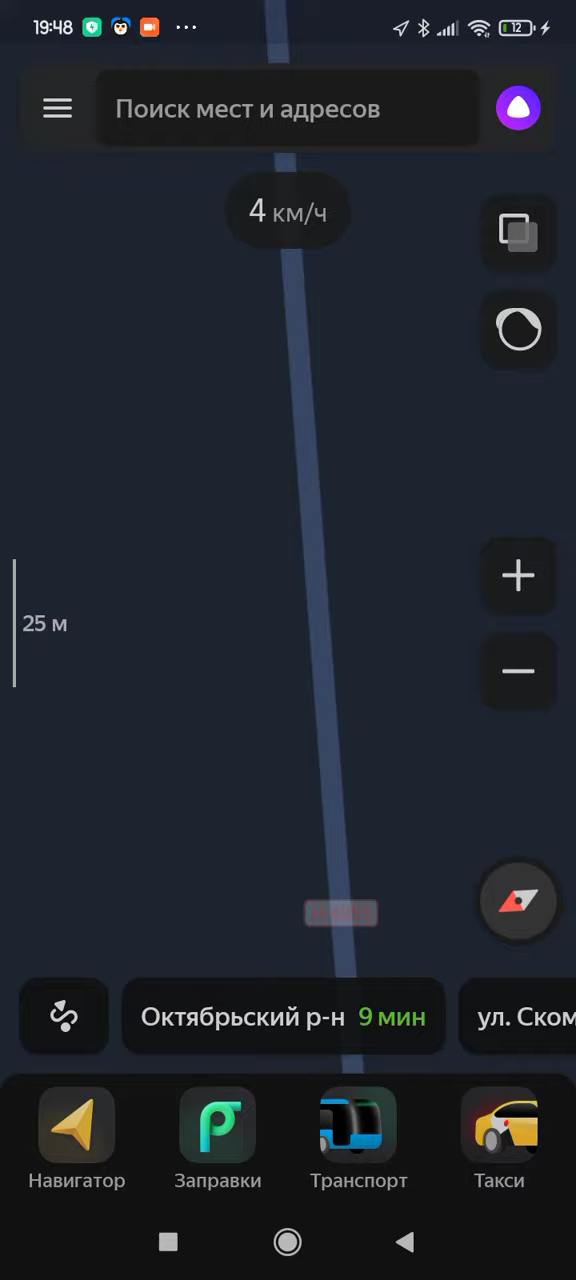 19:48
12
Поиск мест и адресов
4 км/ч
25 м
Октябрьский р-н 9 мин
ул. Ском
Навигатор
Заправки
Транспорт
Такси